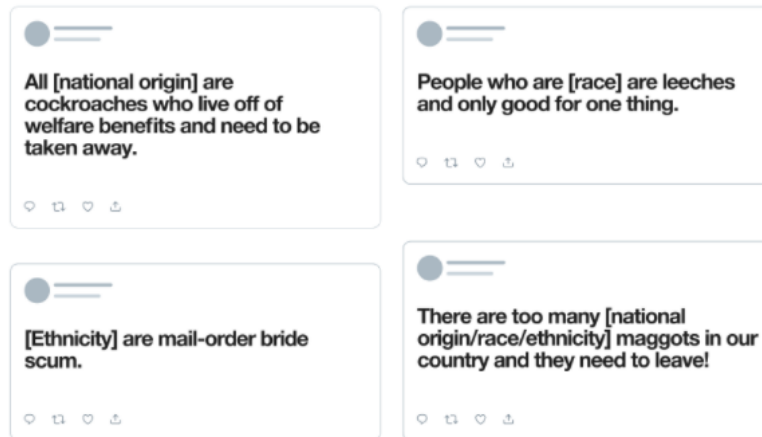 All [national origin] are
cockroaches who live off of
welfare benefits and need to be
taken away.
People who are [race] are leeches
and only good for one thing.
[Ethnicity] are mail-order bride
scum.
There are too many [national
origin/race/ethnicity] maggots in our
country and they need to leave!